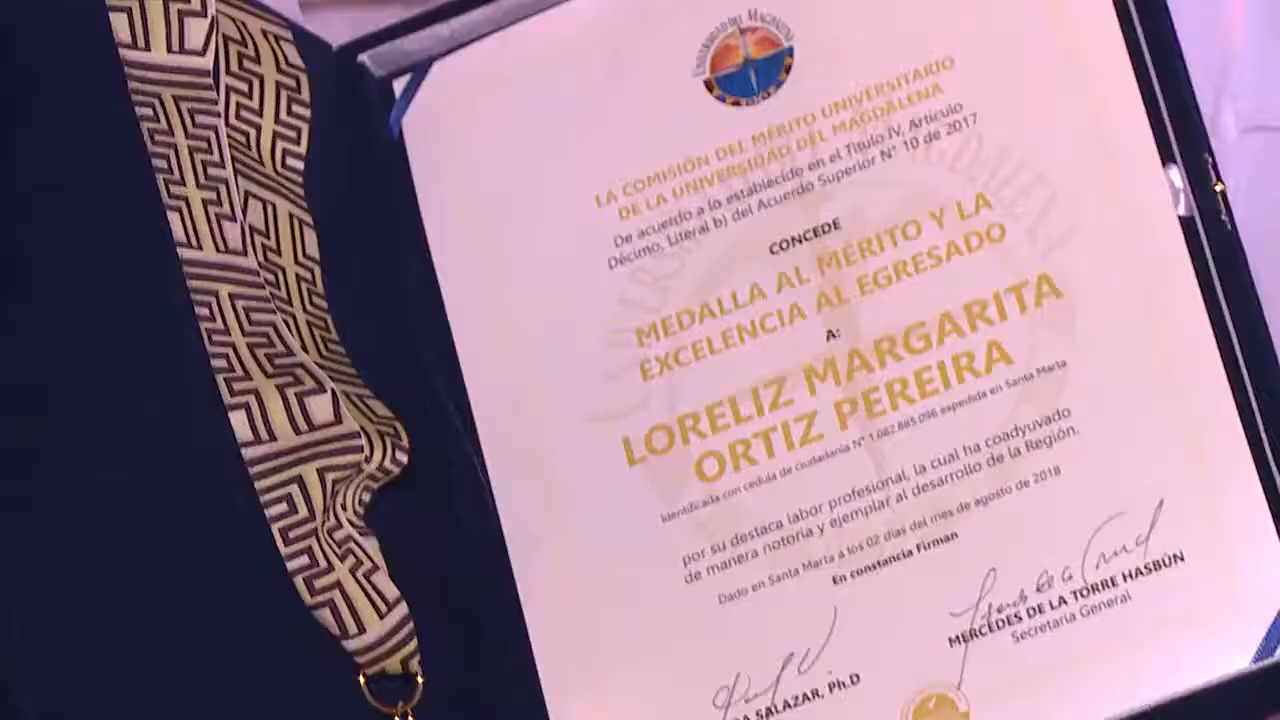 UNIVERSIDAD DEL MAGDALENA
LA COMISIÓN DEL MÉRITO UNIVERSITARIO
DE LA UNIVERSIDAD DEL MAGDALENA
De acuerdo a lo establecido en el Título IV, Artículo
Décimo, Literal b) del Acuerdo Superior N° 10 de 2017
CONCEDE
MEDALLA AL MÉRITO Y LA
EXCELENCIA AL EGRESADO
A:
LORELIZ MARGARITA
ORTIZ PEREIRA
Identificada con cedula de ciudadanía N° 1.082.885.096 expedida en Santa Marta
por su destaca labor profesional, la cual ha coadyuvado
de manera notoria y ejemplar al desarrollo de la Región.
Dado en Santa Marta a los 02 días del mes de agosto de 2018
En constancia Firman
MERCEDES DE LA TORRE HASBÚN
Secretaria General
SALAZAR, Ph.D